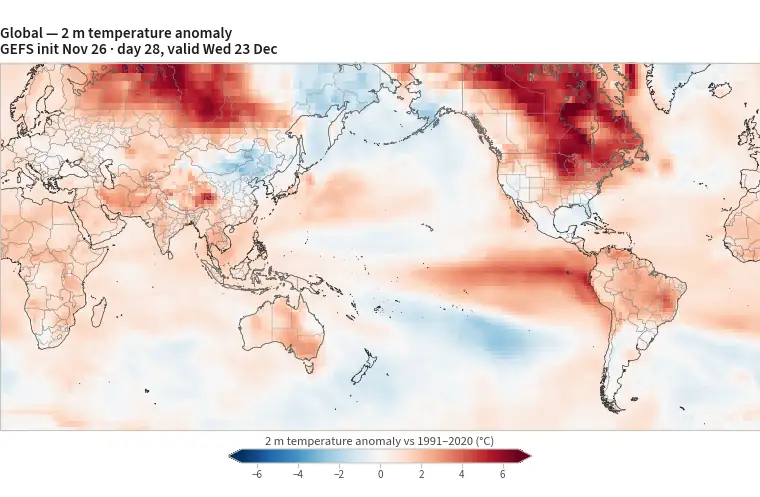 Global — 2 m temperature anomaly
GEFS init Nov 26 · day 28, valid Wed 23 Dec
2 m temperature anomaly vs 1991–2020 (°C)
−6 −4 −2 0 2 4 6